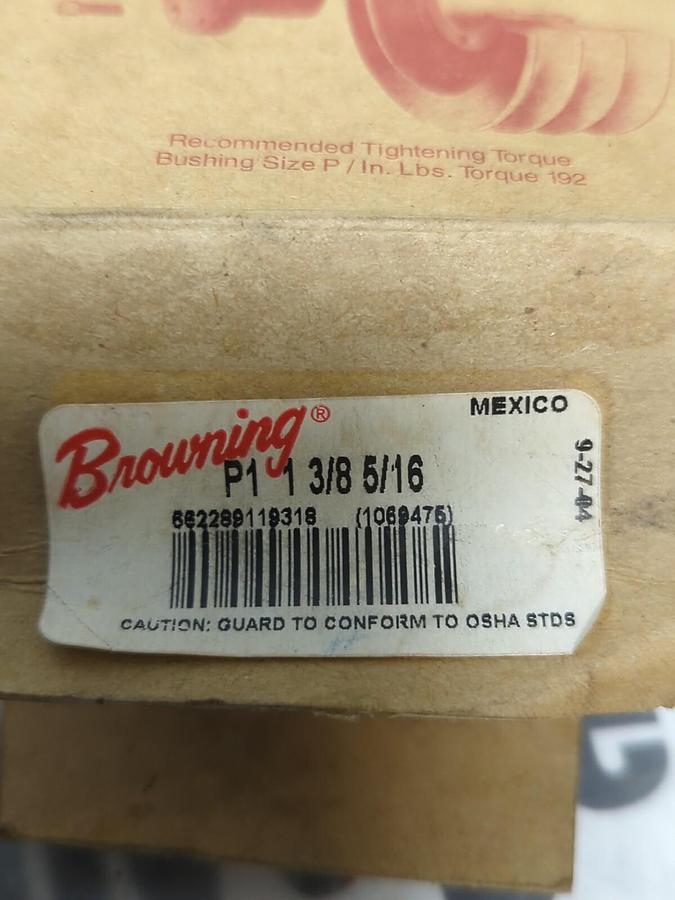 Recommended Tightening Torque
Bushing Size P / In. Lbs. Torque 192
MEXICO
Browning®
P1 1 3/8 5/16
662289119318 (1069475)
9-27-04
CAUTION: GUARD TO CONFORM TO OSHA STDS